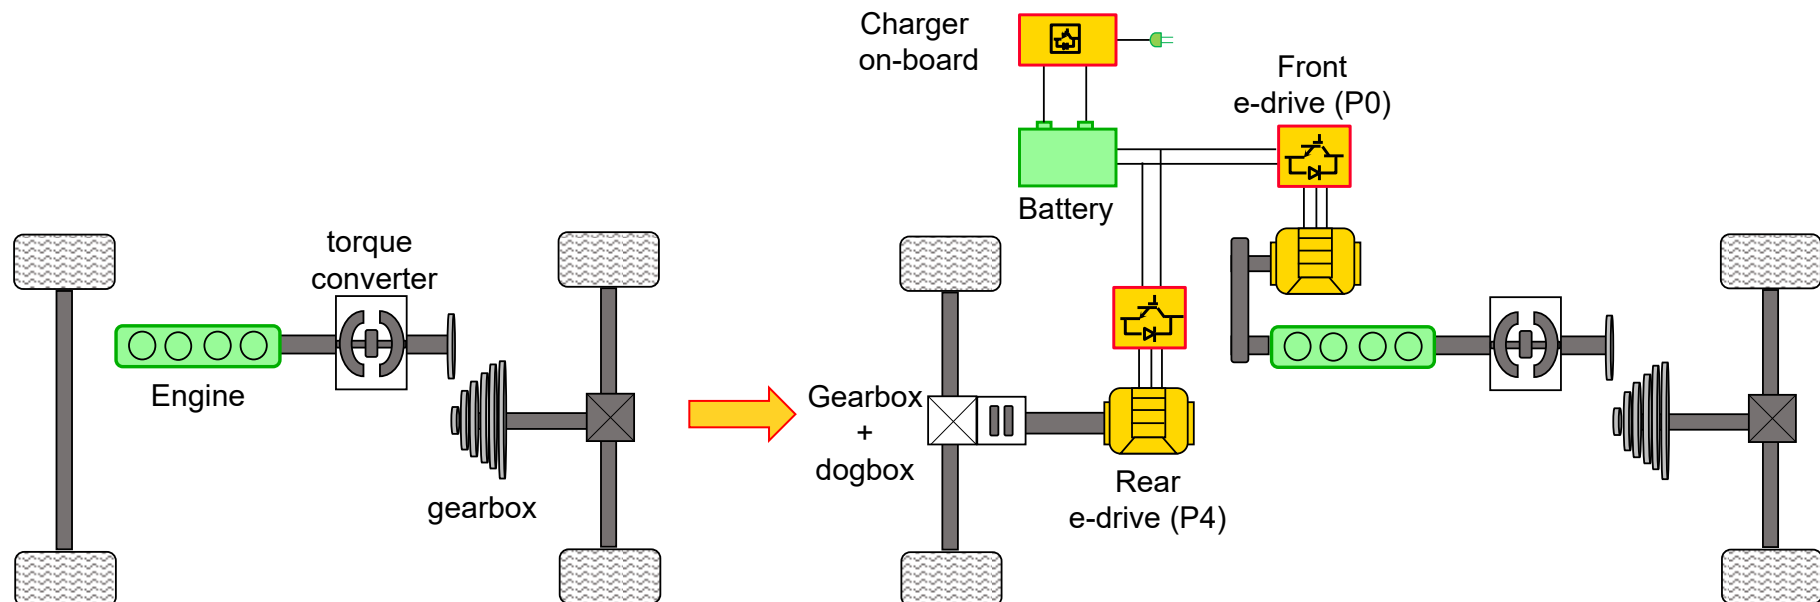 torque
converter
Engine
gearbox
Charger
on-board
Battery
Front
e-drive (P0)
Gearbox
+
dogbox
Rear
e-drive (P4)